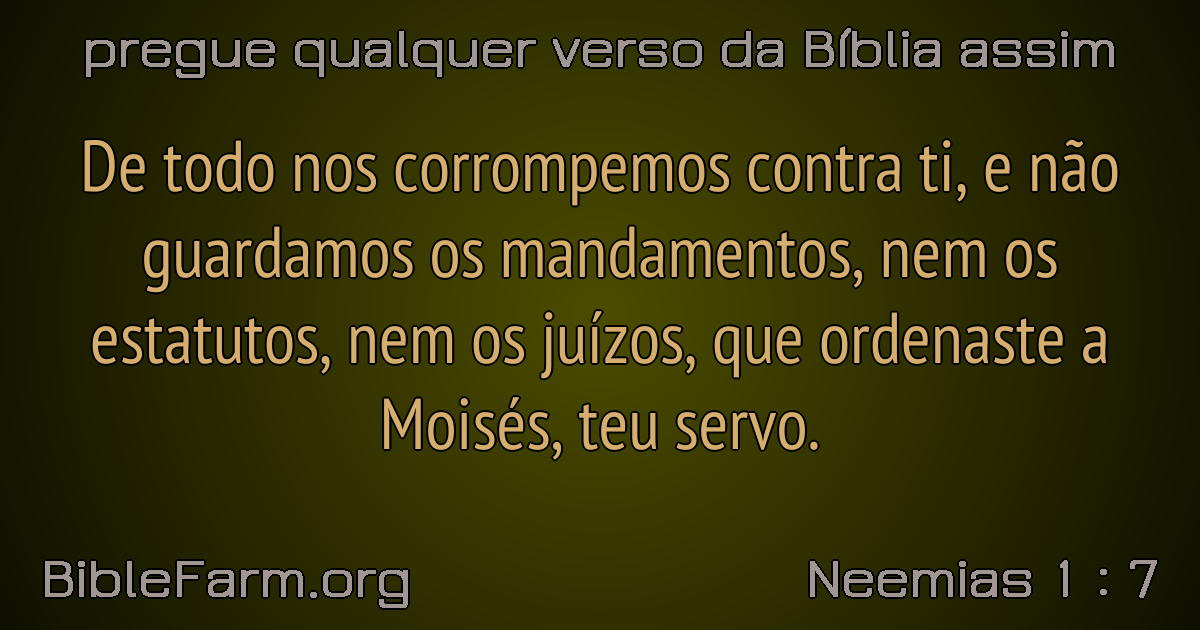 pregue qualquer verso da Bíblia assim
De todo nos corrompemos contra ti, e não
guardamos os mandamentos, nem os
estatutos, nem os juízos, que ordenaste a
Moisés, teu servo.
BibleFarm.org
Neemias 1 : 7